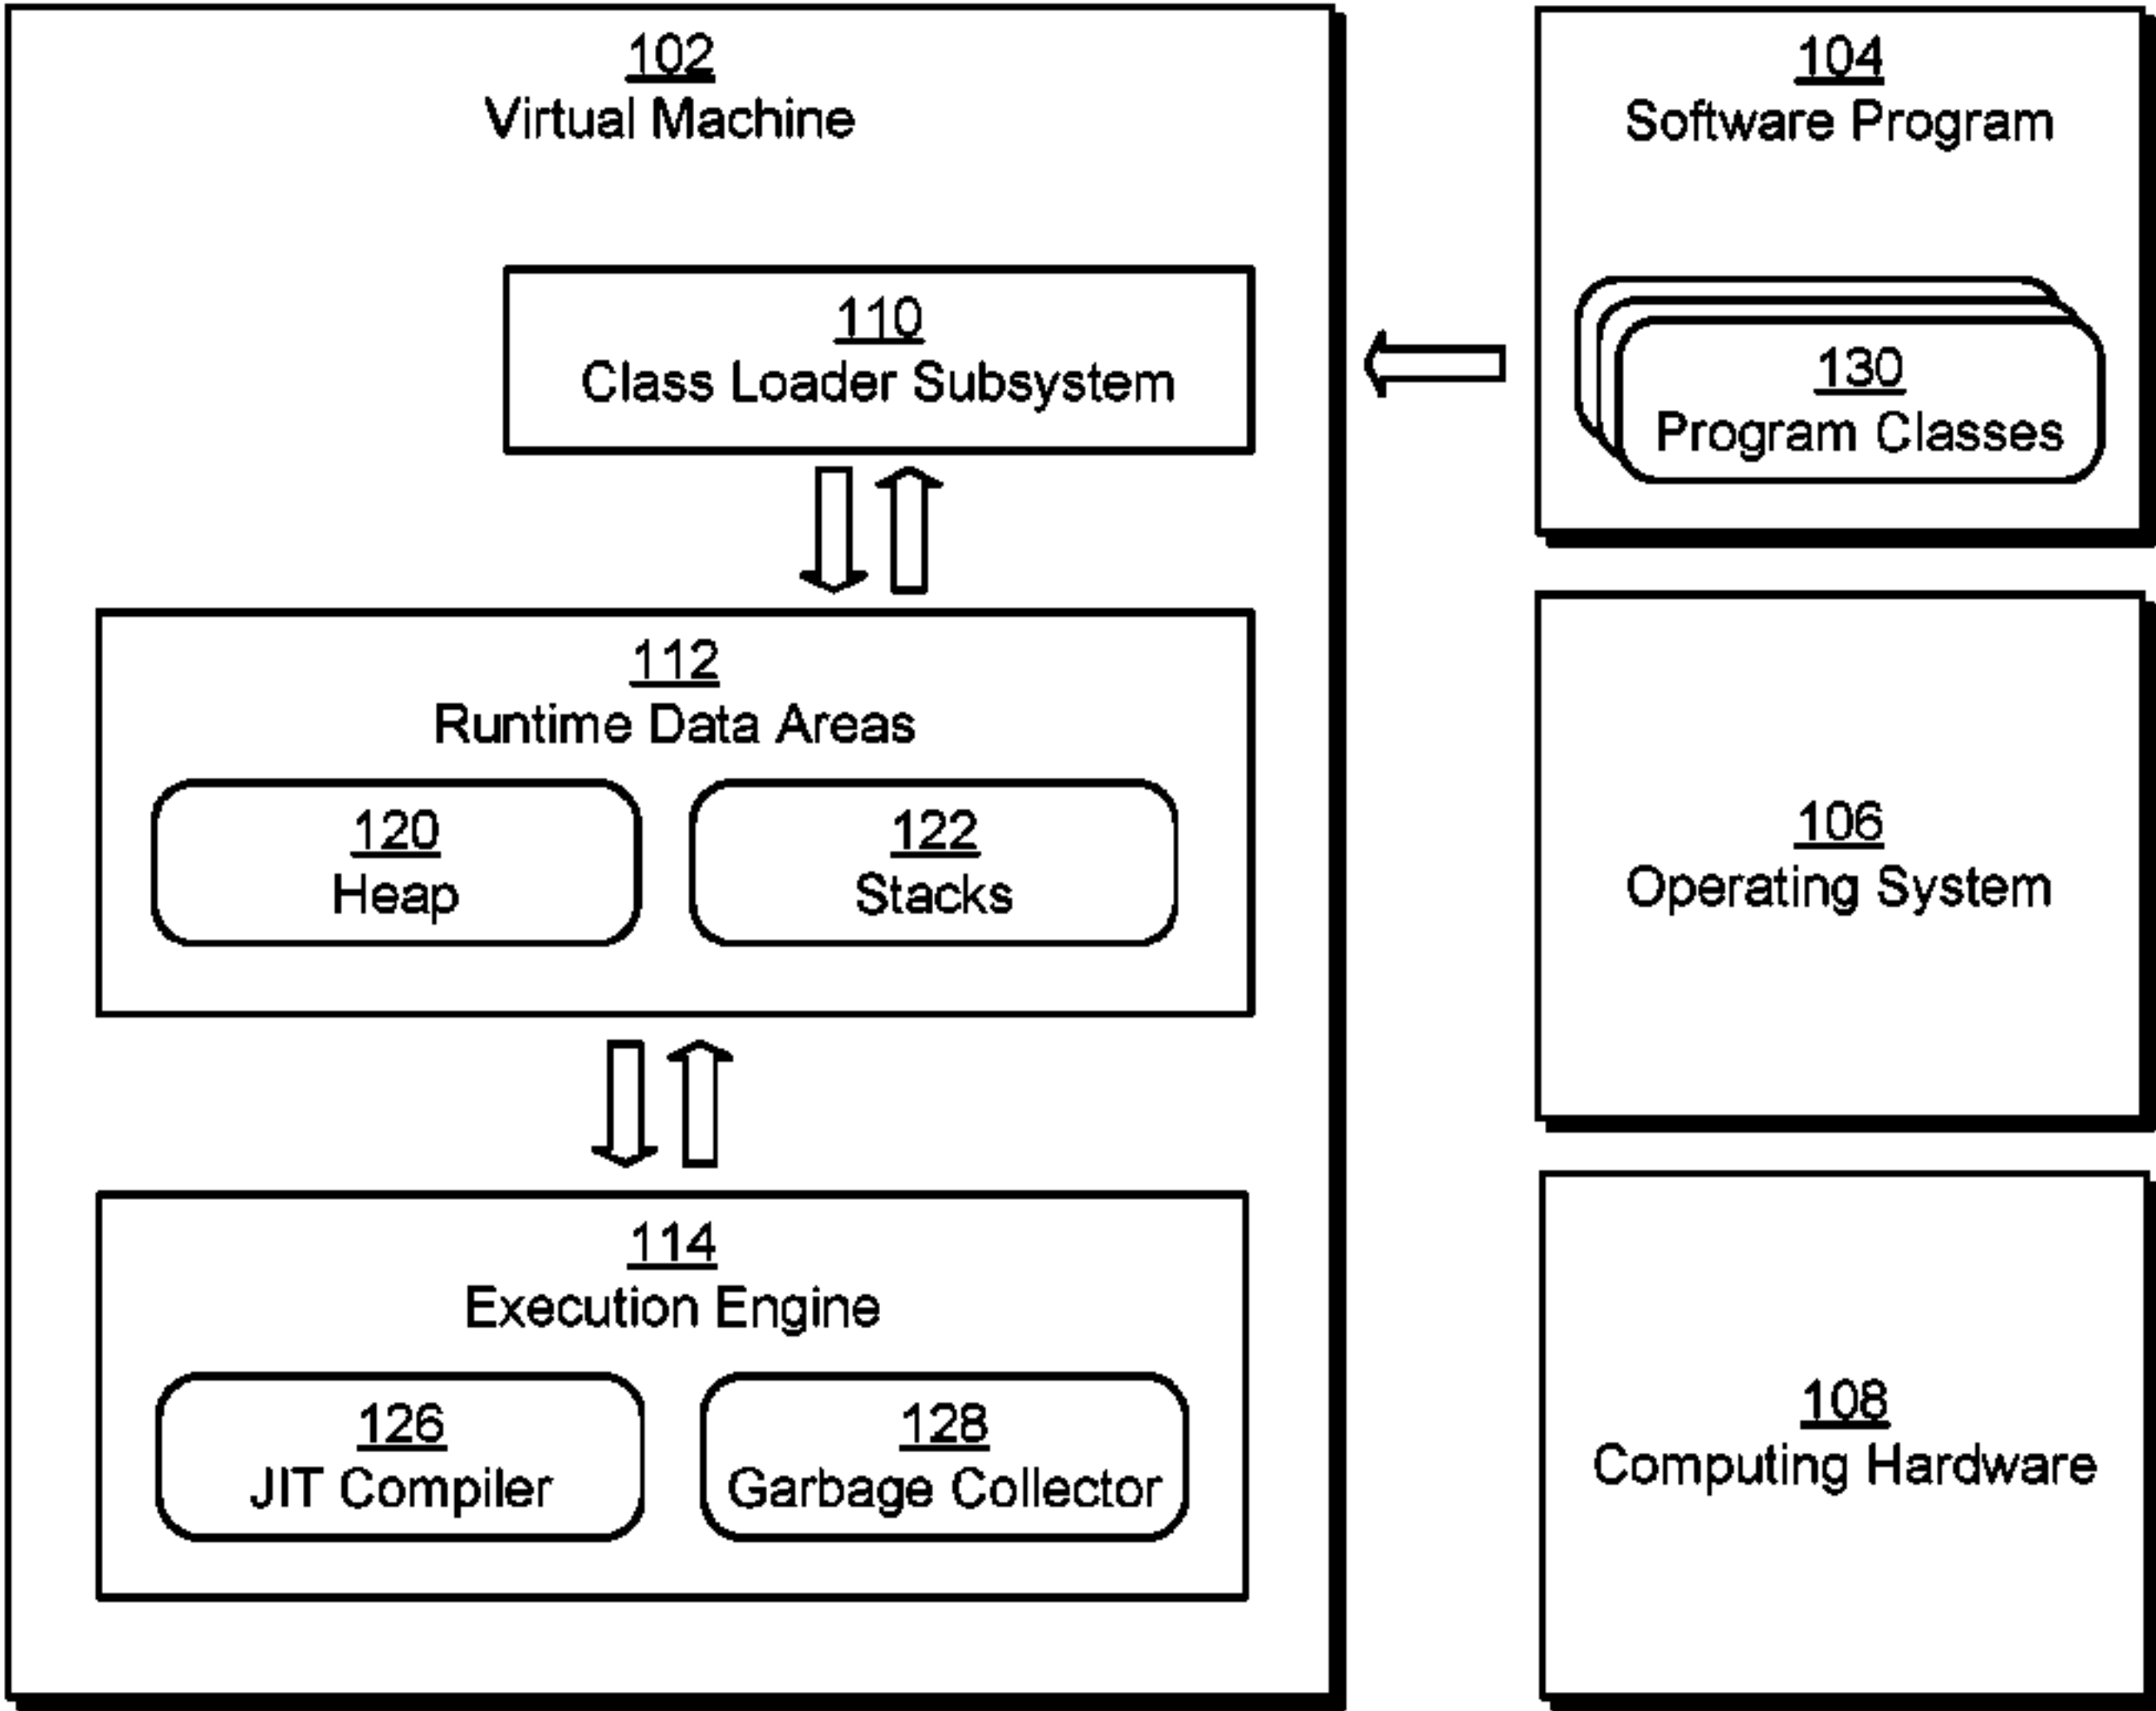 102
Virtual Machine
110
Class Loader Subsystem
112
Runtime Data Areas
120
Heap
122
Stacks
114
Execution Engine
126
JIT Compiler
128
Garbage Collector
104
Software Program
130
Program Classes
106
Operating System
108
Computing Hardware